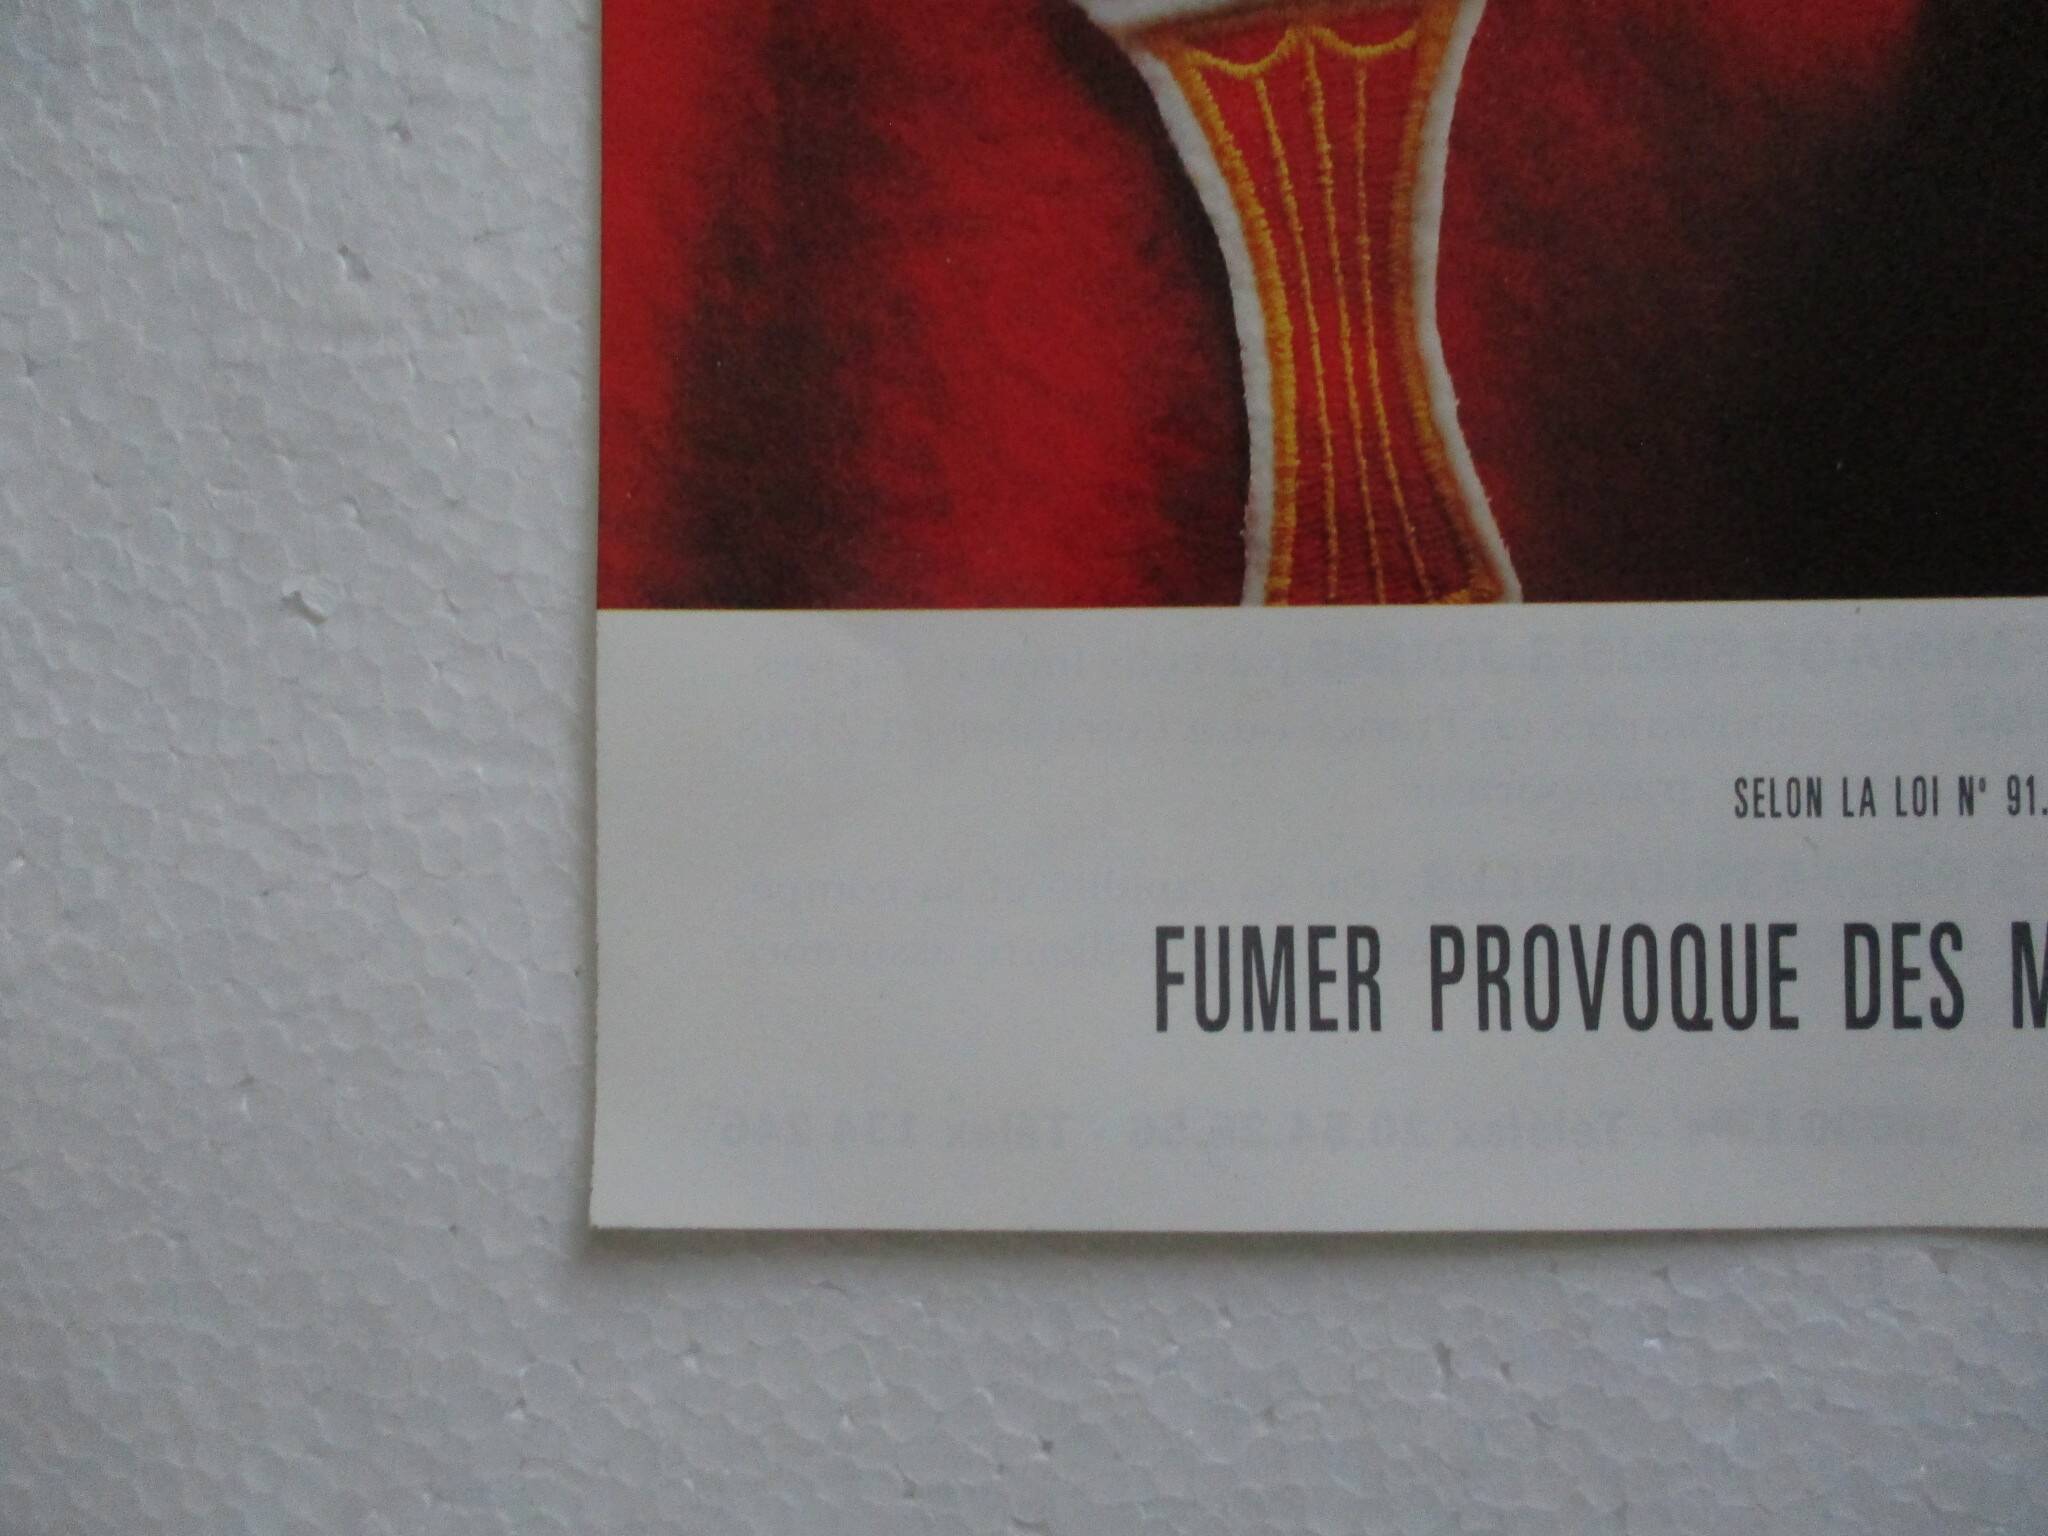 SELON LA LOI N° 91.
FUMER PROVOQUE DES M